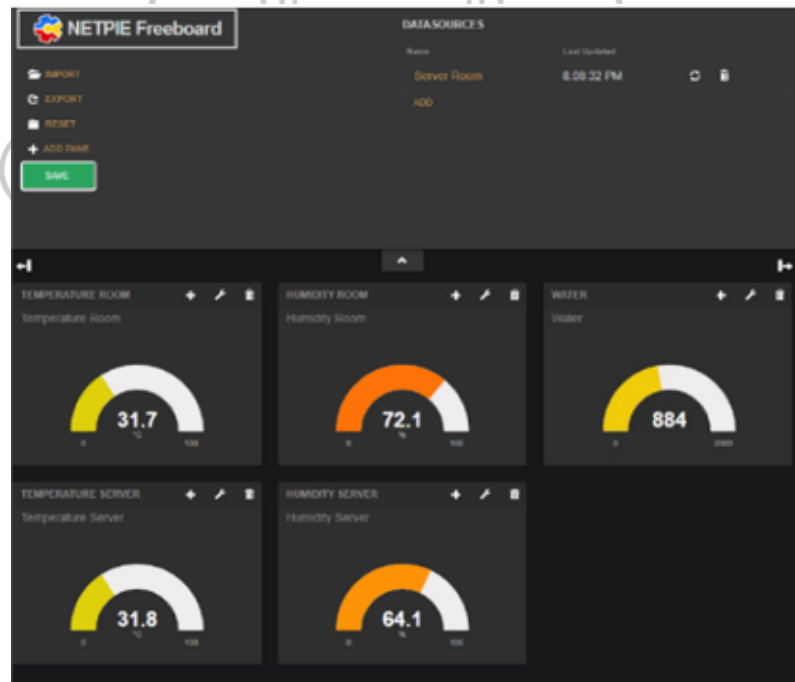 NETPIE Freeboard
IMPORT
EXPORT
RESET
ADD PANE
SAVE
DATASOURCES
Name Last Updated
Server Room 8:08:32 PM
ADD
TEMPERATURE ROOM
Temperature Room
31.7
°C
0 100
HUMIDITY ROOM
Humidity Room
72.1
%
0 100
WATER
Water
884
0 2000
TEMPERATURE SERVER
Temperature Server
31.8
°C
0 100
HUMIDITY SERVER
Humidity Server
64.1
%
0 100